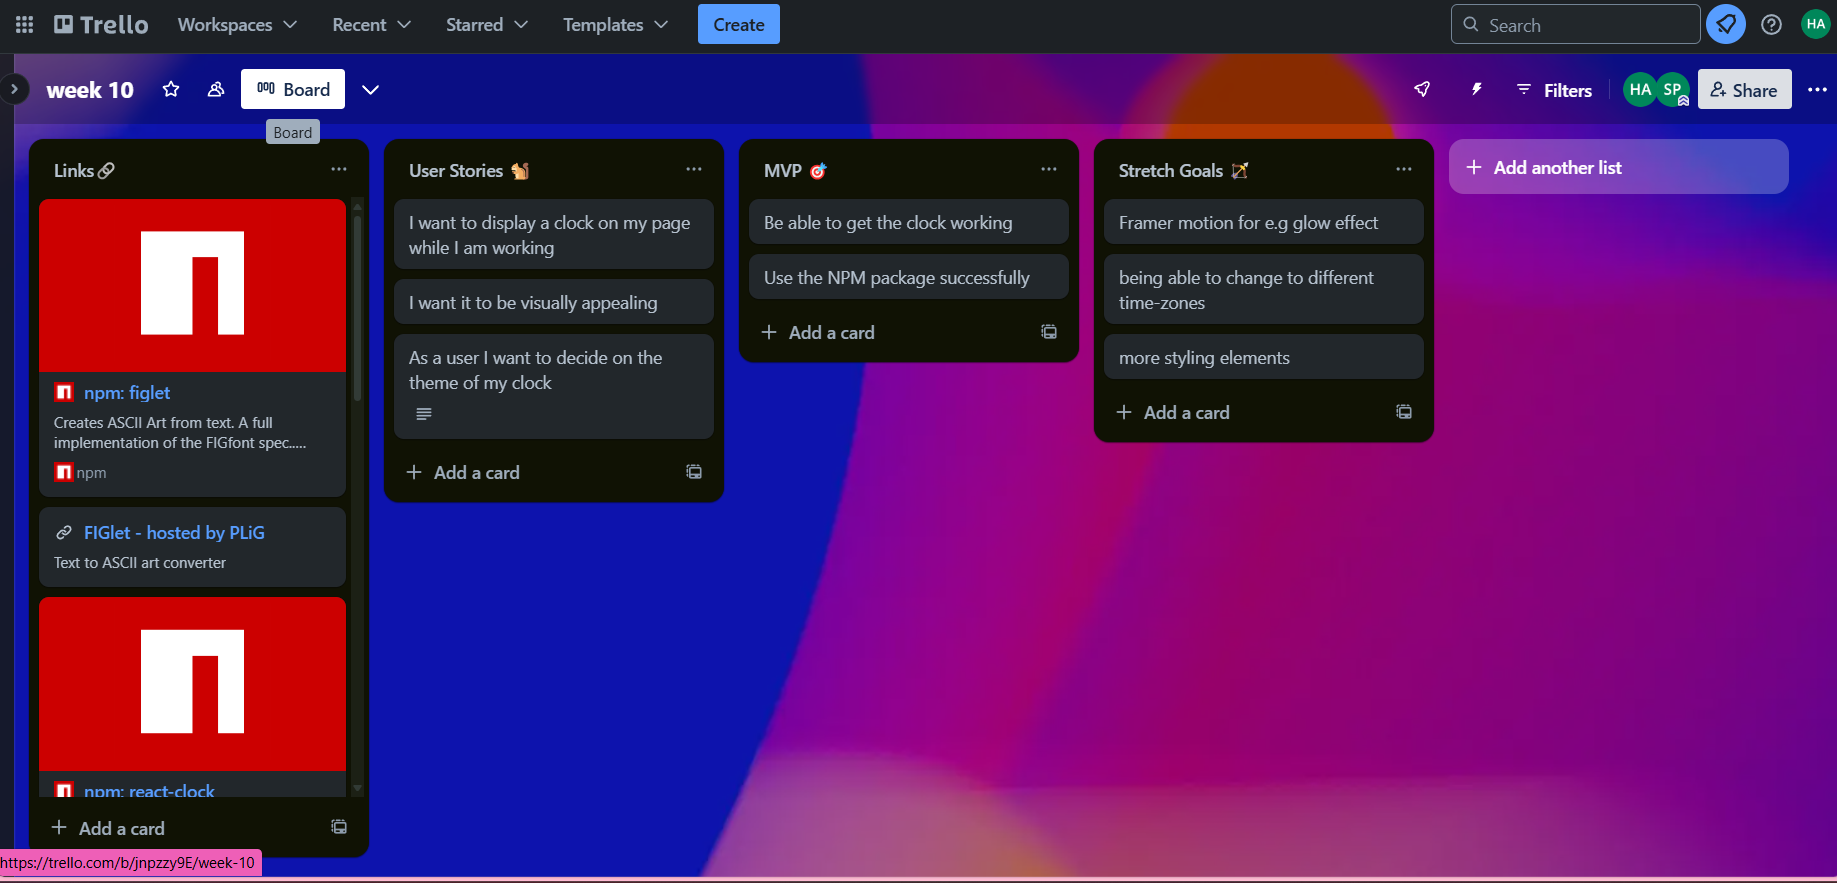 Trello
Workspaces
Recent
Starred
Templates
Create
Search
HA
week 10
Board
Filters
HA
SP
Share
Board
Links
npm: figlet
Creates ASCII Art from text. A full
implementation of the FIGfont spec.....
npm
FIGlet - hosted by PLiG
Text to ASCII art converter
npm: react-clock
Add a card
User Stories
I want to display a clock on my page
while I am working
I want it to be visually appealing
As a user I want to decide on the
theme of my clock
Add a card
MVP
Be able to get the clock working
Use the NPM package successfully
Add a card
Stretch Goals
Framer motion for e.g glow effect
being able to change to different
time-zones
more styling elements
Add a card
Add another list
https://trello.com/b/jnpzzy9E/week-10